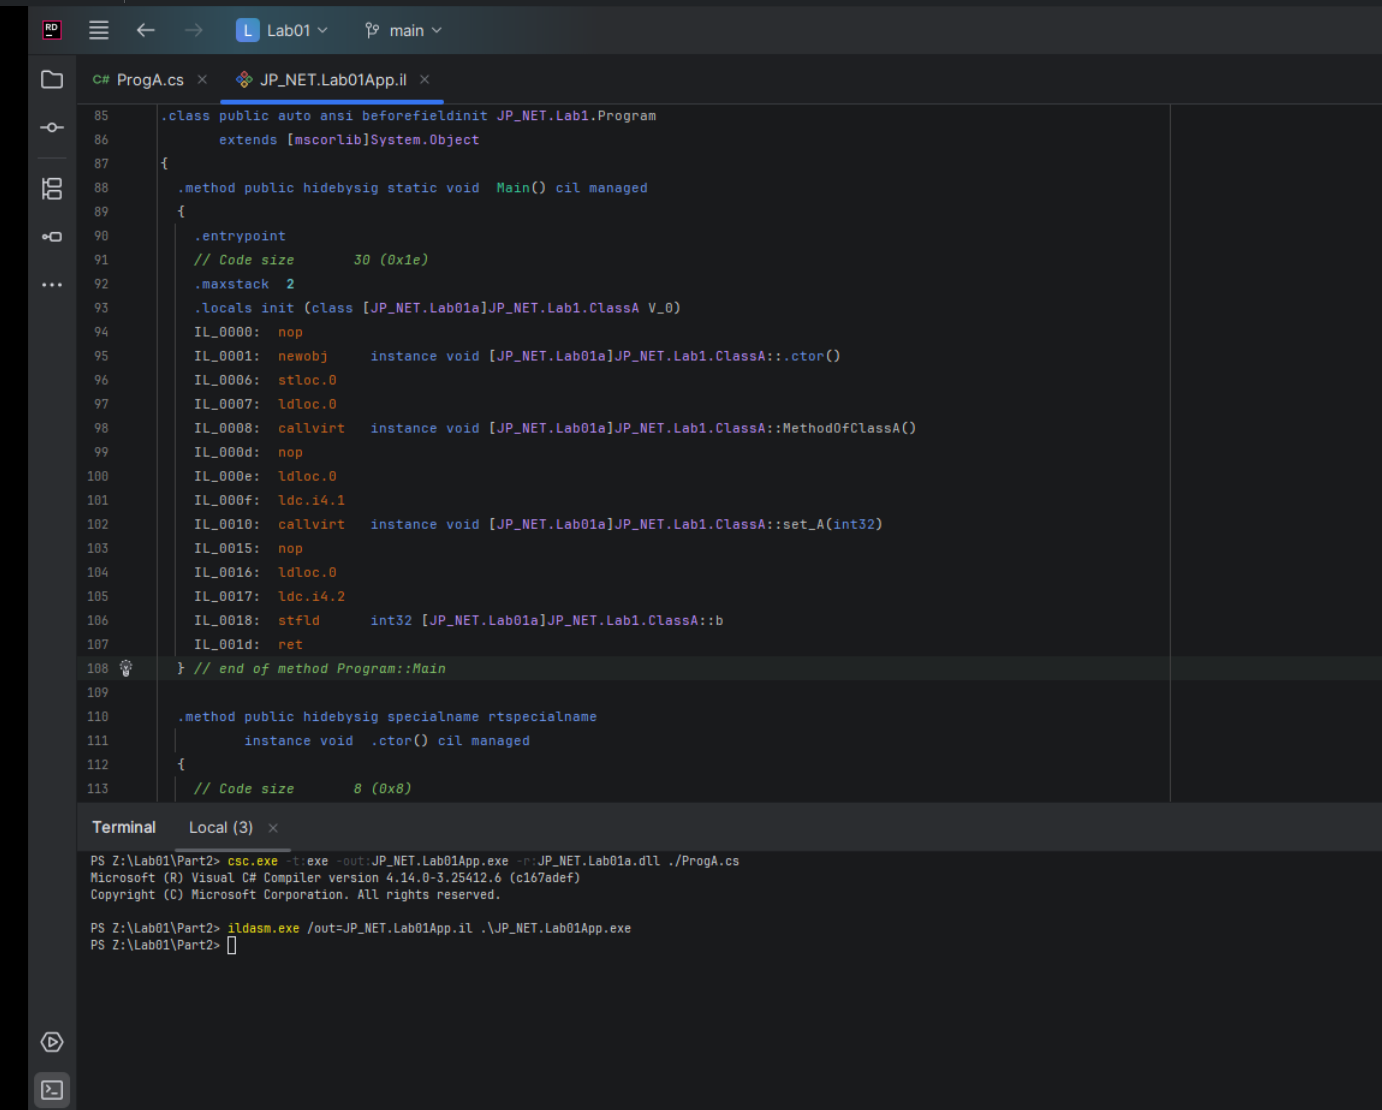 RD
L Lab01 main
C# ProgA.cs × JP_NET.Lab01App.il ×
85 .class public auto ansi beforefieldinit JP_NET.Lab1.Program
86 extends [mscorlib]System.Object
87 {
88 .method public hidebysig static void  Main() cil managed
89 {
90 .entrypoint
91 // Code size       30 (0x1e)
92 .maxstack  2
93 .locals init (class [JP_NET.Lab01a]JP_NET.Lab1.ClassA V_0)
94 IL_0000:  nop
95 IL_0001:  newobj     instance void [JP_NET.Lab01a]JP_NET.Lab1.ClassA::.ctor()
96 IL_0006:  stloc.0
97 IL_0007:  ldloc.0
98 IL_0008:  callvirt   instance void [JP_NET.Lab01a]JP_NET.Lab1.ClassA::MethodOfClassA()
99 IL_000d:  nop
100 IL_000e:  ldloc.0
101 IL_000f:  ldc.i4.1
102 IL_0010:  callvirt   instance void [JP_NET.Lab01a]JP_NET.Lab1.ClassA::set_A(int32)
103 IL_0015:  nop
104 IL_0016:  ldloc.0
105 IL_0017:  ldc.i4.2
106 IL_0018:  stfld      int32 [JP_NET.Lab01a]JP_NET.Lab1.ClassA::b
107 IL_001d:  ret
108 } // end of method Program::Main
109
110 .method public hidebysig specialname rtspecialname
111 instance void  .ctor() cil managed
112 {
113 // Code size       8 (0x8)
Terminal Local (3) ×
PS Z:\Lab01\Part2> csc.exe -t:exe -out:JP_NET.Lab01App.exe -r:JP_NET.Lab01a.dll ./ProgA.cs
Microsoft (R) Visual C# Compiler version 4.14.0-3.25412.6 (c167adef)
Copyright (C) Microsoft Corporation. All rights reserved.
PS Z:\Lab01\Part2> ildasm.exe /out=JP_NET.Lab01App.il .\JP_NET.Lab01App.exe
PS Z:\Lab01\Part2>